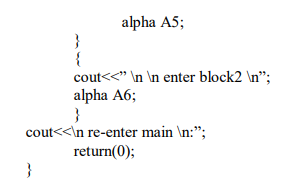 alpha A5;
}
{
cout<<” \n \n enter block2 \n”;
alpha A6;
}
cout<<\n re-enter main \n:”;
return(0);
}